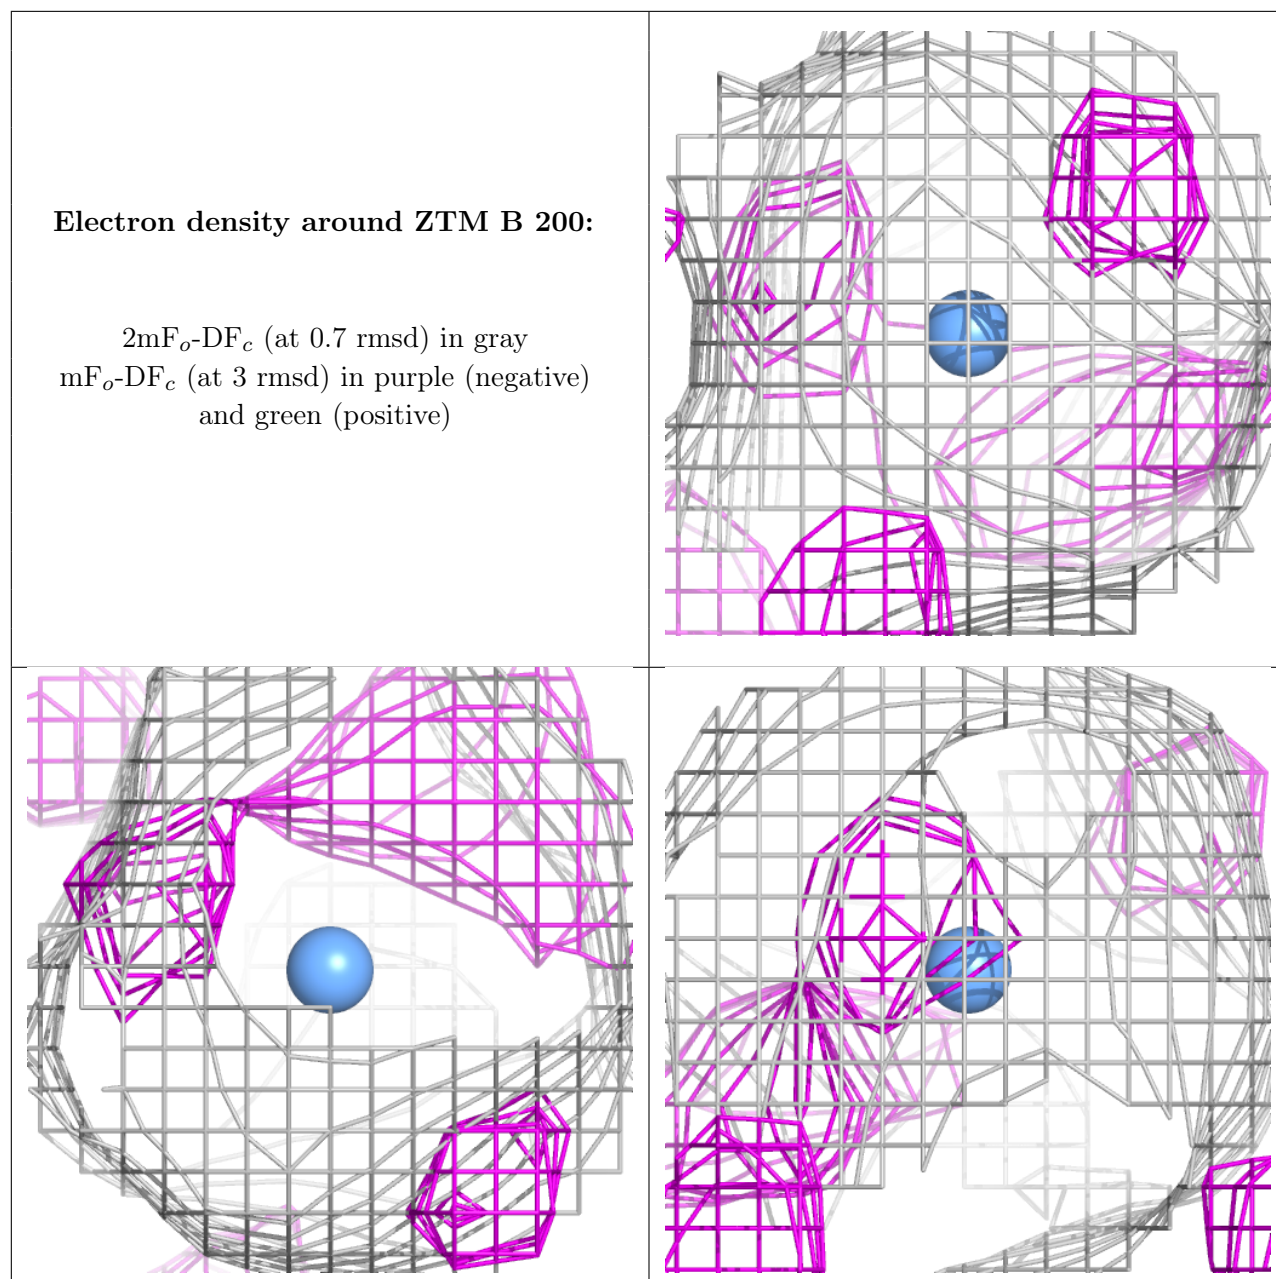 Electron density around ZTM B 200:
2mFo-DFc (at 0.7 rmsd) in gray
mFo-DFc (at 3 rmsd) in purple (negative)
and green (positive)